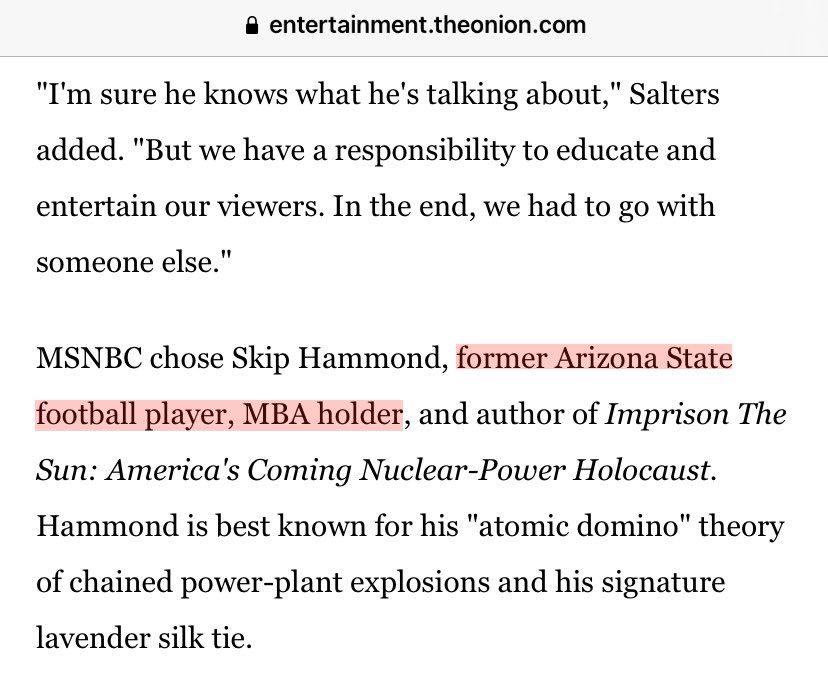 entertainment.theonion.com
"I'm sure he knows what he's talking about," Salters
added. "But we have a responsibility to educate and
entertain our viewers. In the end, we had to go with
someone else."
MSNBC chose Skip Hammond, former Arizona State
football player, MBA holder, and author of Imprison The
Sun: America's Coming Nuclear-Power Holocaust.
Hammond is best known for his "atomic domino" theory
of chained power-plant explosions and his signature
lavender silk tie.